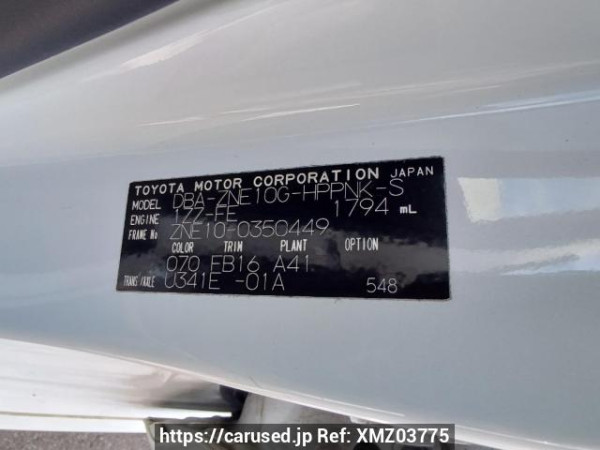 TOYOTA MOTOR CORPORATION JAPAN
MODEL DBA-ZNE10G-HPPNK-S
ENGINE 1ZZ-FE 1794 mL
FRAME No ZNE10-0350449
COLOR TRIM PLANT OPTION
070 FB16 A41
TRANS/AXLE U341E -01A 548
https://carused.jp Ref: XMZ03775